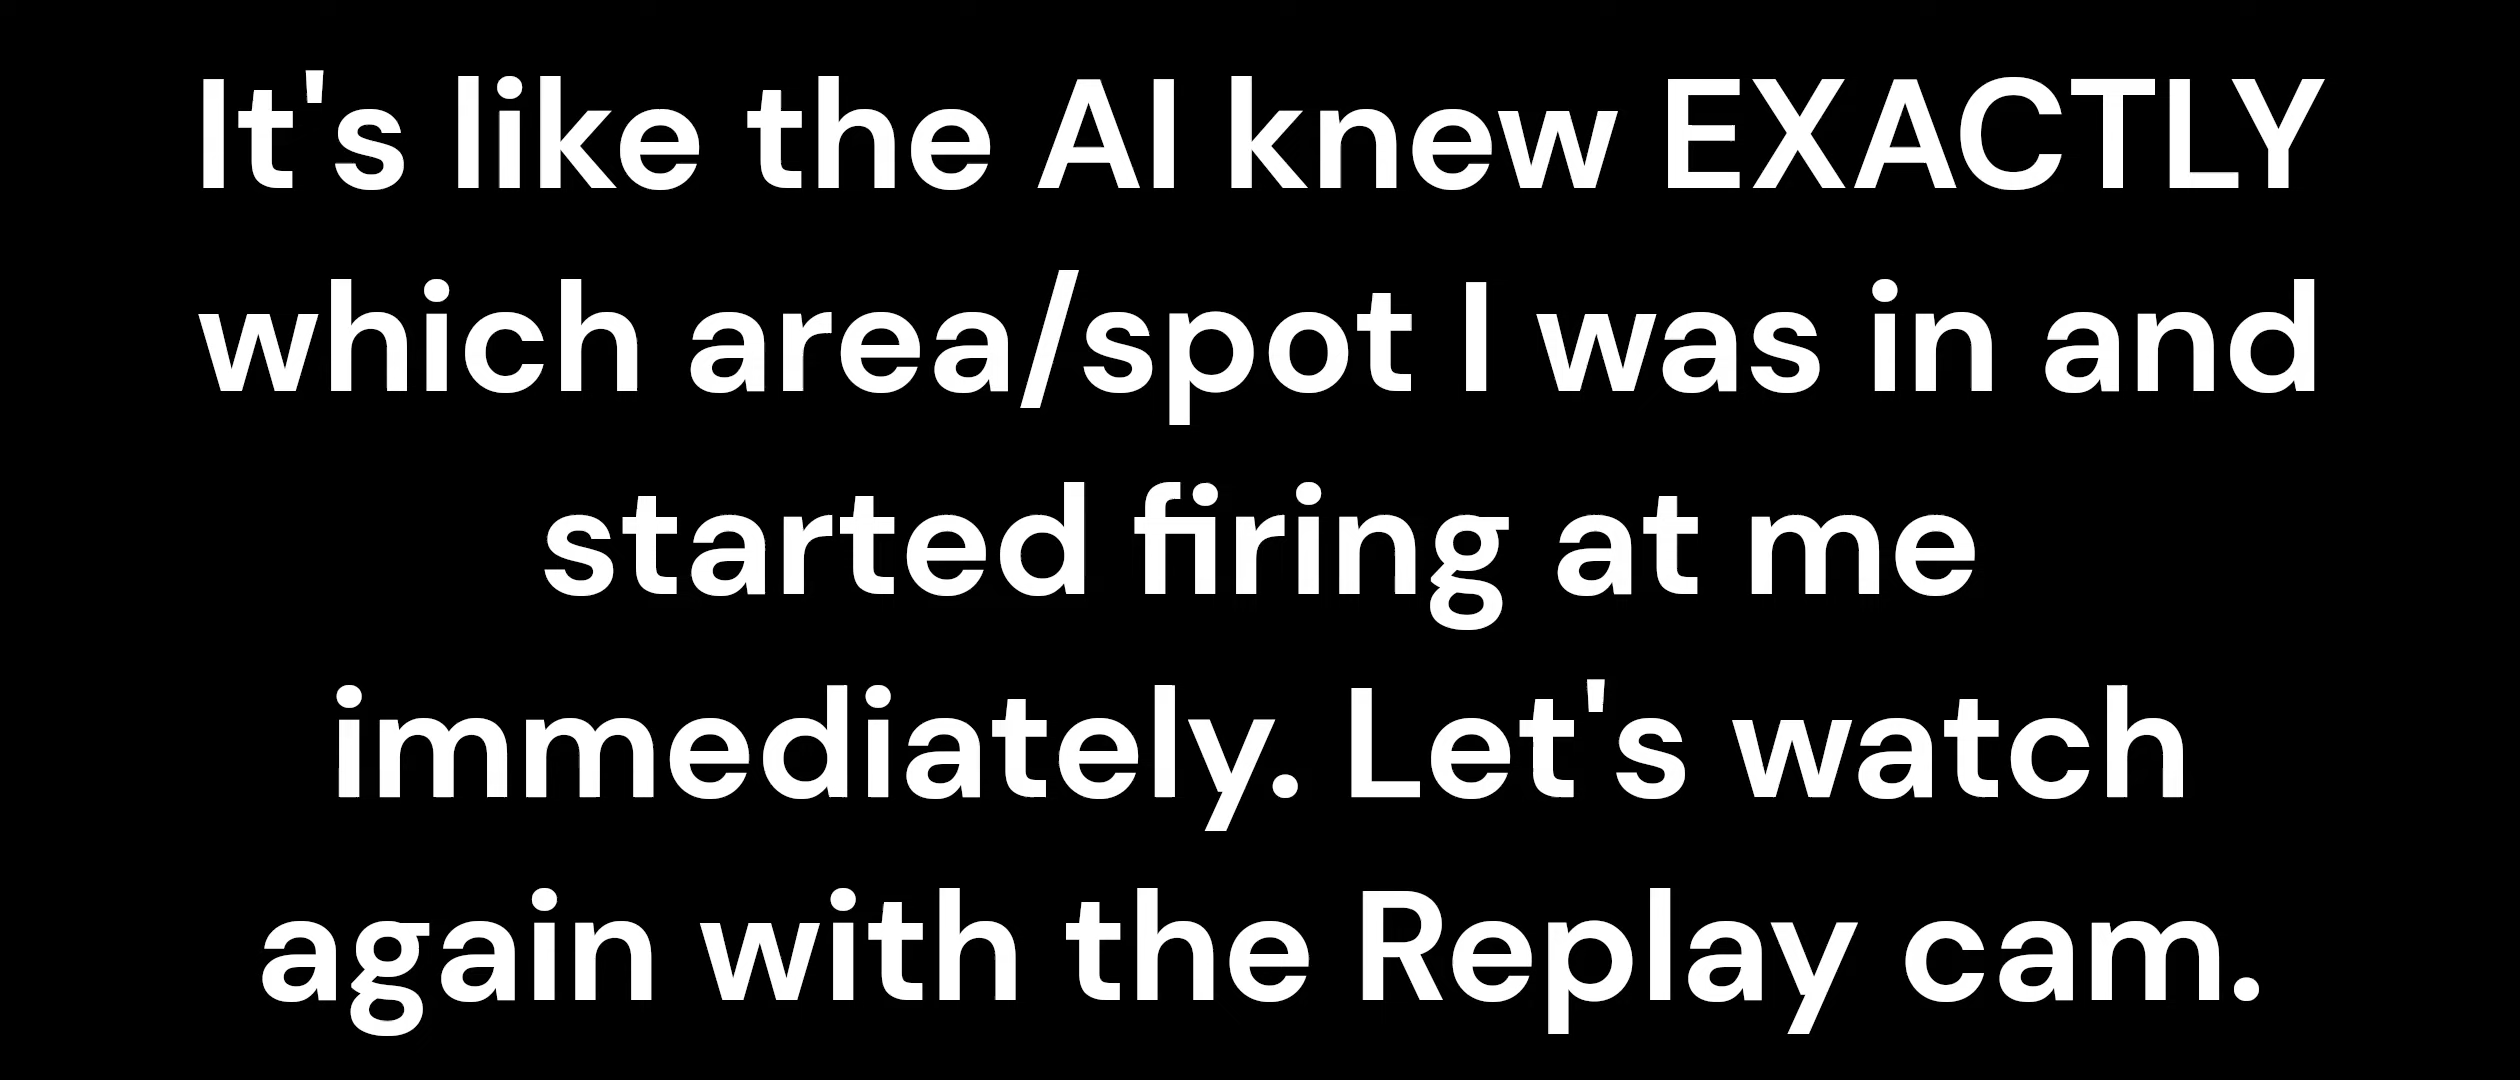 It's like the AI knew EXACTLY
which area/spot I was in and
started firing at me
immediately. Let's watch
again with the Replay cam.